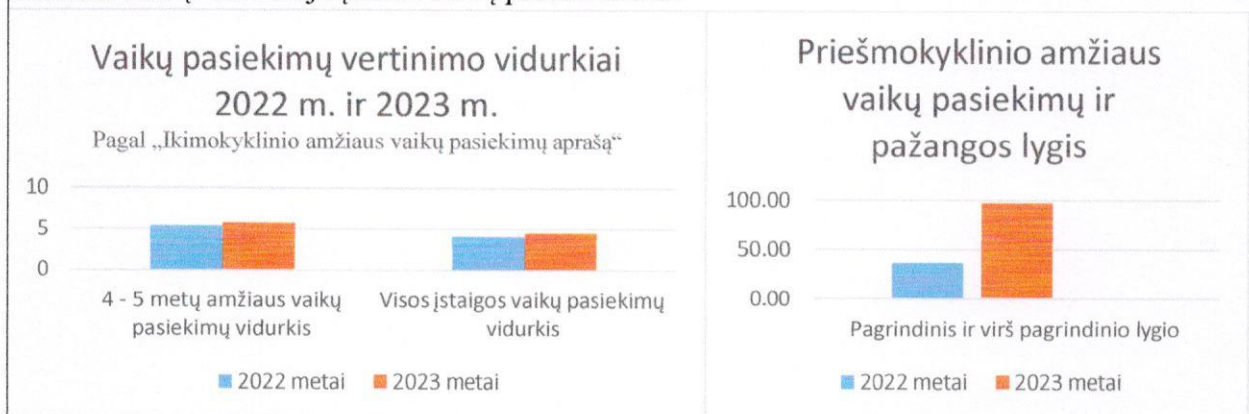 Vaikų pasiekimų vertinimo vidurkiai
2022 m. ir 2023 m.
Pagal „Ikimokyklinio amžiaus vaikų pasiekimų aprašą“
10
5
0
4 - 5 metų amžiaus vaikų
pasiekimų vidurkis
Visos įstaigos vaikų pasiekimų
vidurkis
2022 metai
2023 metai
Priešmokyklinio amžiaus
vaikų pasiekimų ir
pažangos lygis
100.00
50.00
0.00
Pagrindinis ir virš pagrindinio lygio
2022 metai
2023 metai